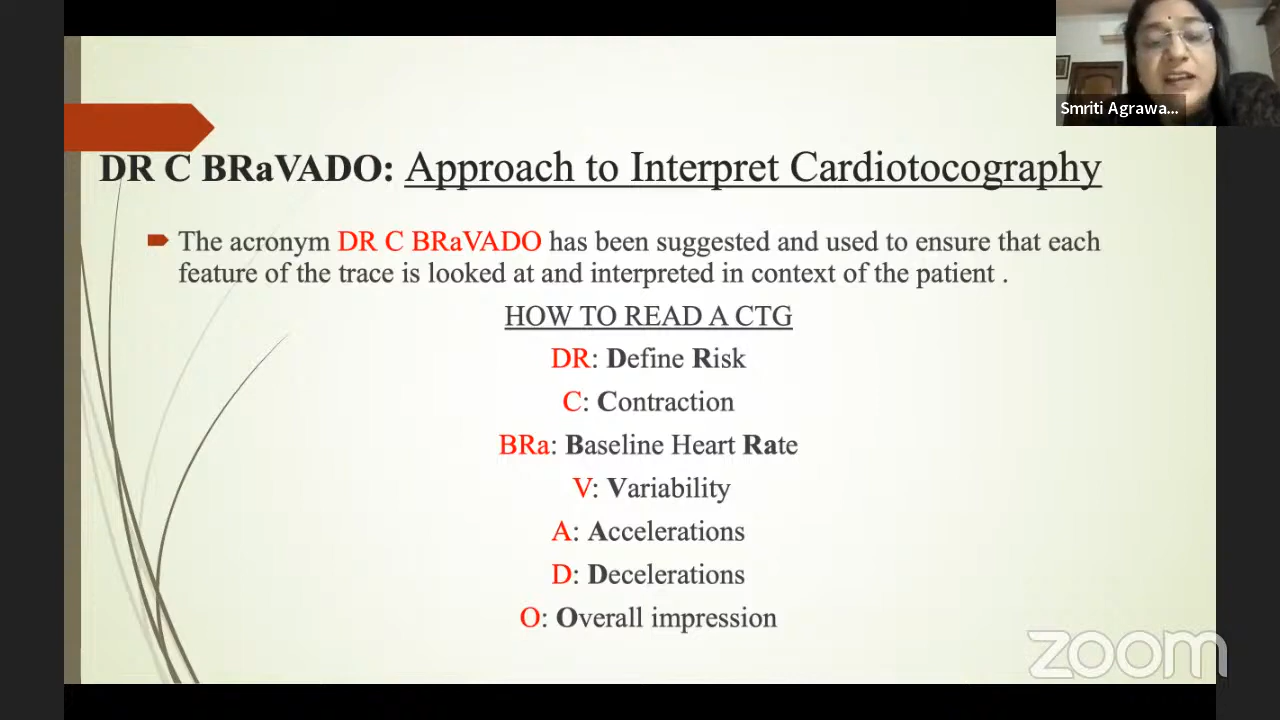 Smriti Agrawa...
DR C BRaVADO: Approach to Interpret Cardiotocography
The acronym DR C BRaVADO has been suggested and used to ensure that each
feature of the trace is looked at and interpreted in context of the patient .
HOW TO READ A CTG
DR: Define Risk
C: Contraction
BRa: Baseline Heart Rate
V: Variability
A: Accelerations
D: Decelerations
O: Overall impression
zoom